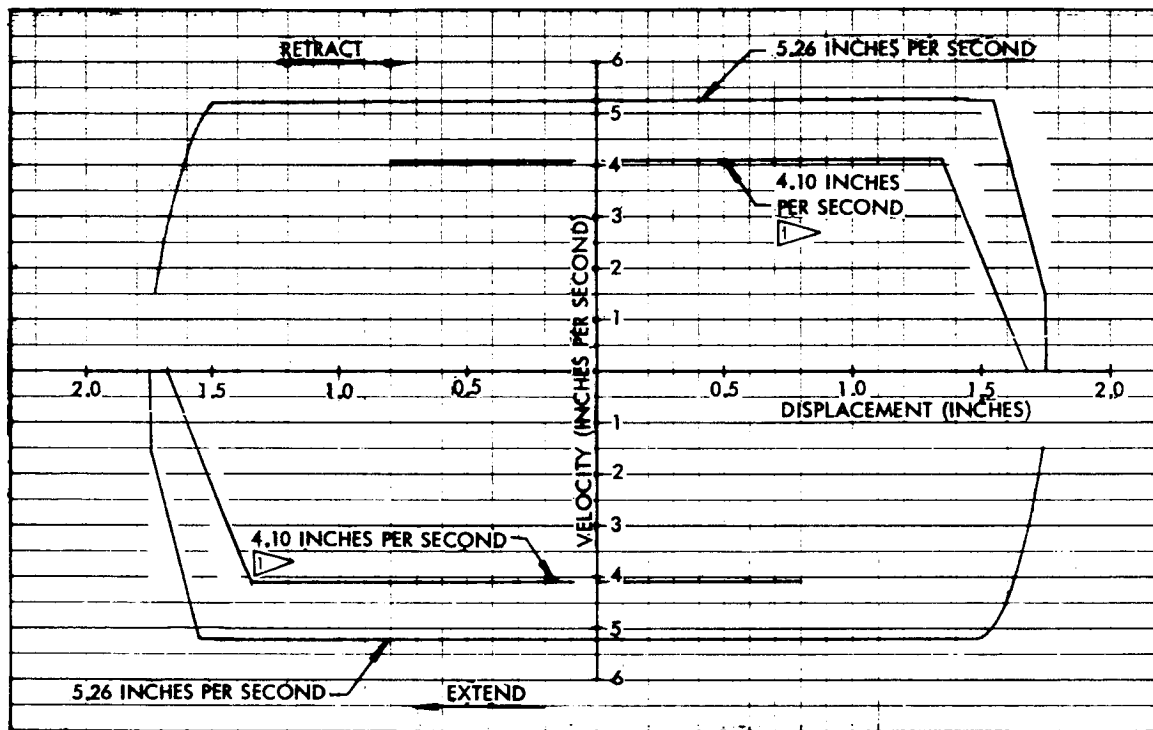 RETRACT
5.26 INCHES PER SECOND
6
5
4
4.10 INCHES
PER SECOND
1
3
2
1
2.0 1.5 1.0 0.5 0.5 1.0 1.5 2.0
DISPLACEMENT (INCHES)
VELOCITY (INCHES PER SECOND)
1
2
3
4.10 INCHES PER SECOND
1
4
5
6
5.26 INCHES PER SECOND
EXTEND